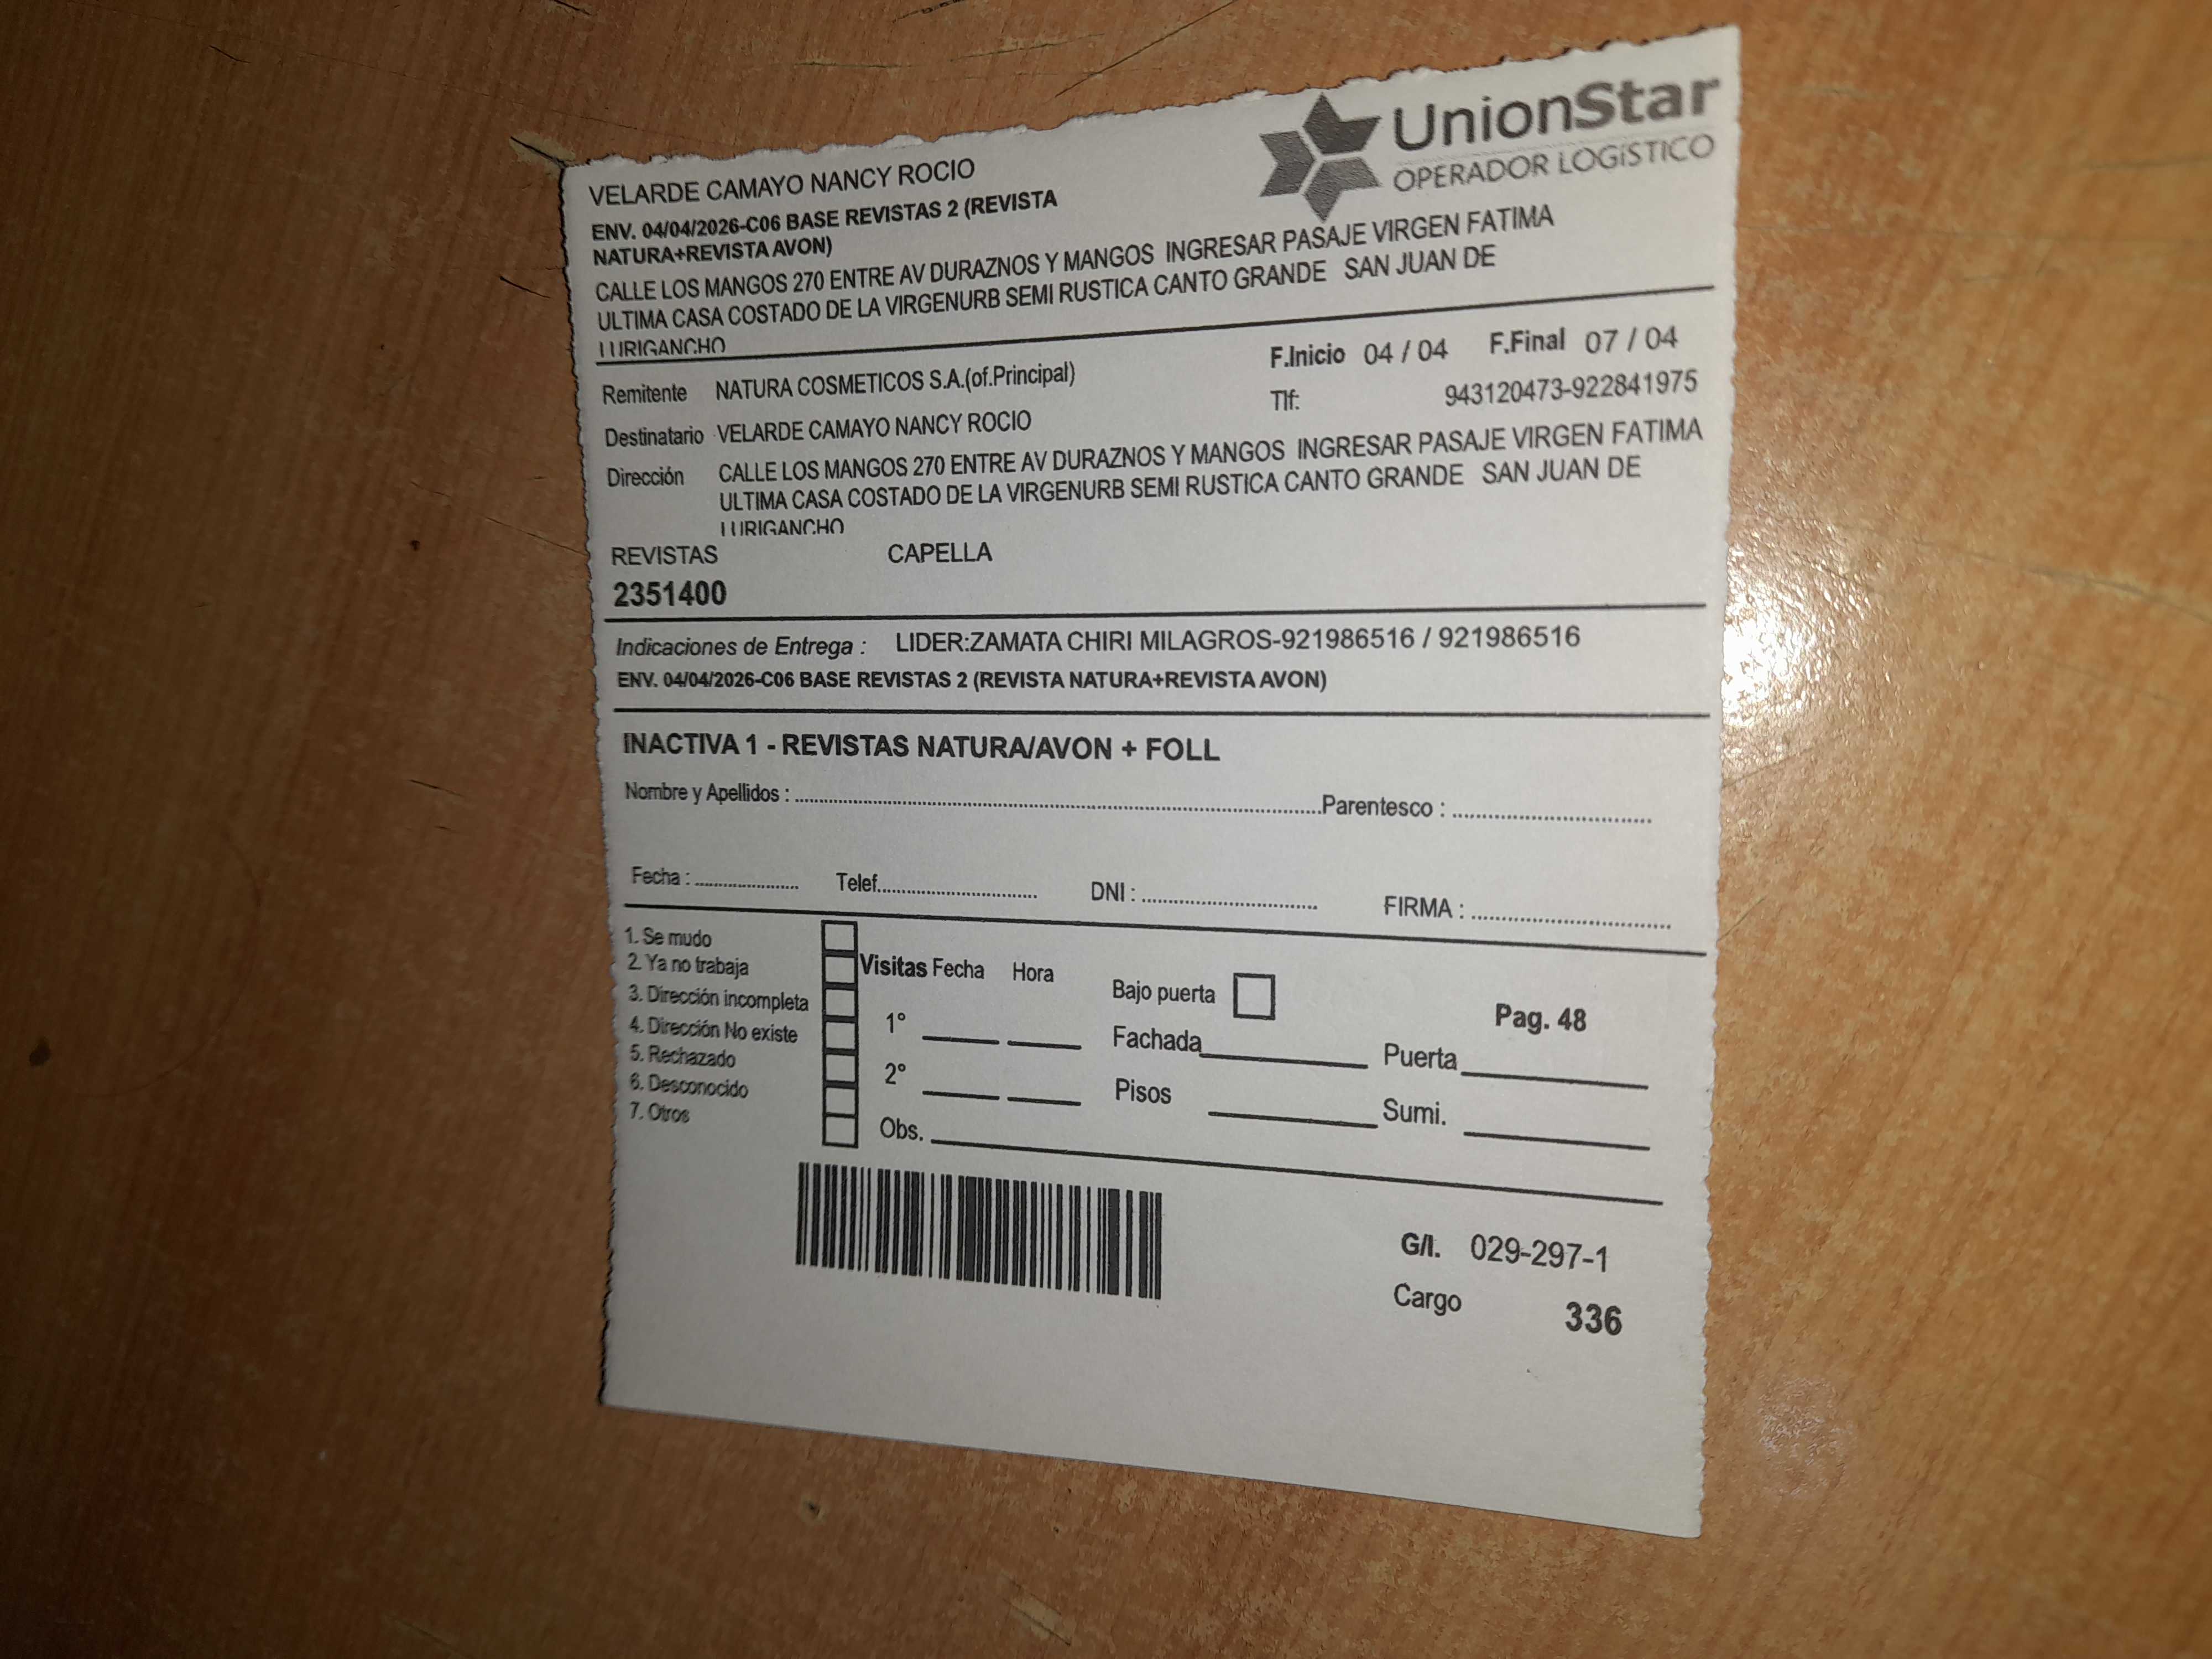 UnionStar
OPERADOR LOGíSTICO
VELARDE CAMAYO NANCY ROCIO
ENV. 04/04/2026-C06 BASE REVISTAS 2 (REVISTA
NATURA+REVISTA AVON)
CALLE LOS MANGOS 270 ENTRE AV DURAZNOS Y MANGOS INGRESAR PASAJE VIRGEN FATIMA
ULTIMA CASA COSTADO DE LA VIRGENURB SEMI RUSTICA CANTO GRANDE SAN JUAN DE
LURIGANCHO
F.Inicio 04 / 04 F.Final 07 / 04
Remitente NATURA COSMETICOS S.A.(of.Principal)
Tlf: 943120473-922841975
Destinatario VELARDE CAMAYO NANCY ROCIO
Dirección CALLE LOS MANGOS 270 ENTRE AV DURAZNOS Y MANGOS INGRESAR PASAJE VIRGEN FATIMA
ULTIMA CASA COSTADO DE LA VIRGENURB SEMI RUSTICA CANTO GRANDE SAN JUAN DE
LURIGANCHO
REVISTAS CAPELLA
2351400
Indicaciones de Entrega : LIDER:ZAMATA CHIRI MILAGROS-921986516 / 921986516
ENV. 04/04/2026-C06 BASE REVISTAS 2 (REVISTA NATURA+REVISTA AVON)
INACTIVA 1 - REVISTAS NATURA/AVON + FOLL
Nombre y Apellidos : Parentesco :
Fecha : Telef. DNI : FIRMA :
1. Se mudo
2. Ya no trabaja
3. Dirección incompleta
4. Dirección No existe
5. Rechazado
6. Desconocido
7. Otros
Visitas Fecha Hora
1°
2°
Obs.
Bajo puerta
Pag. 48
Fachada Puerta
Pisos Sumi.
G/I. 029-297-1
Cargo 336